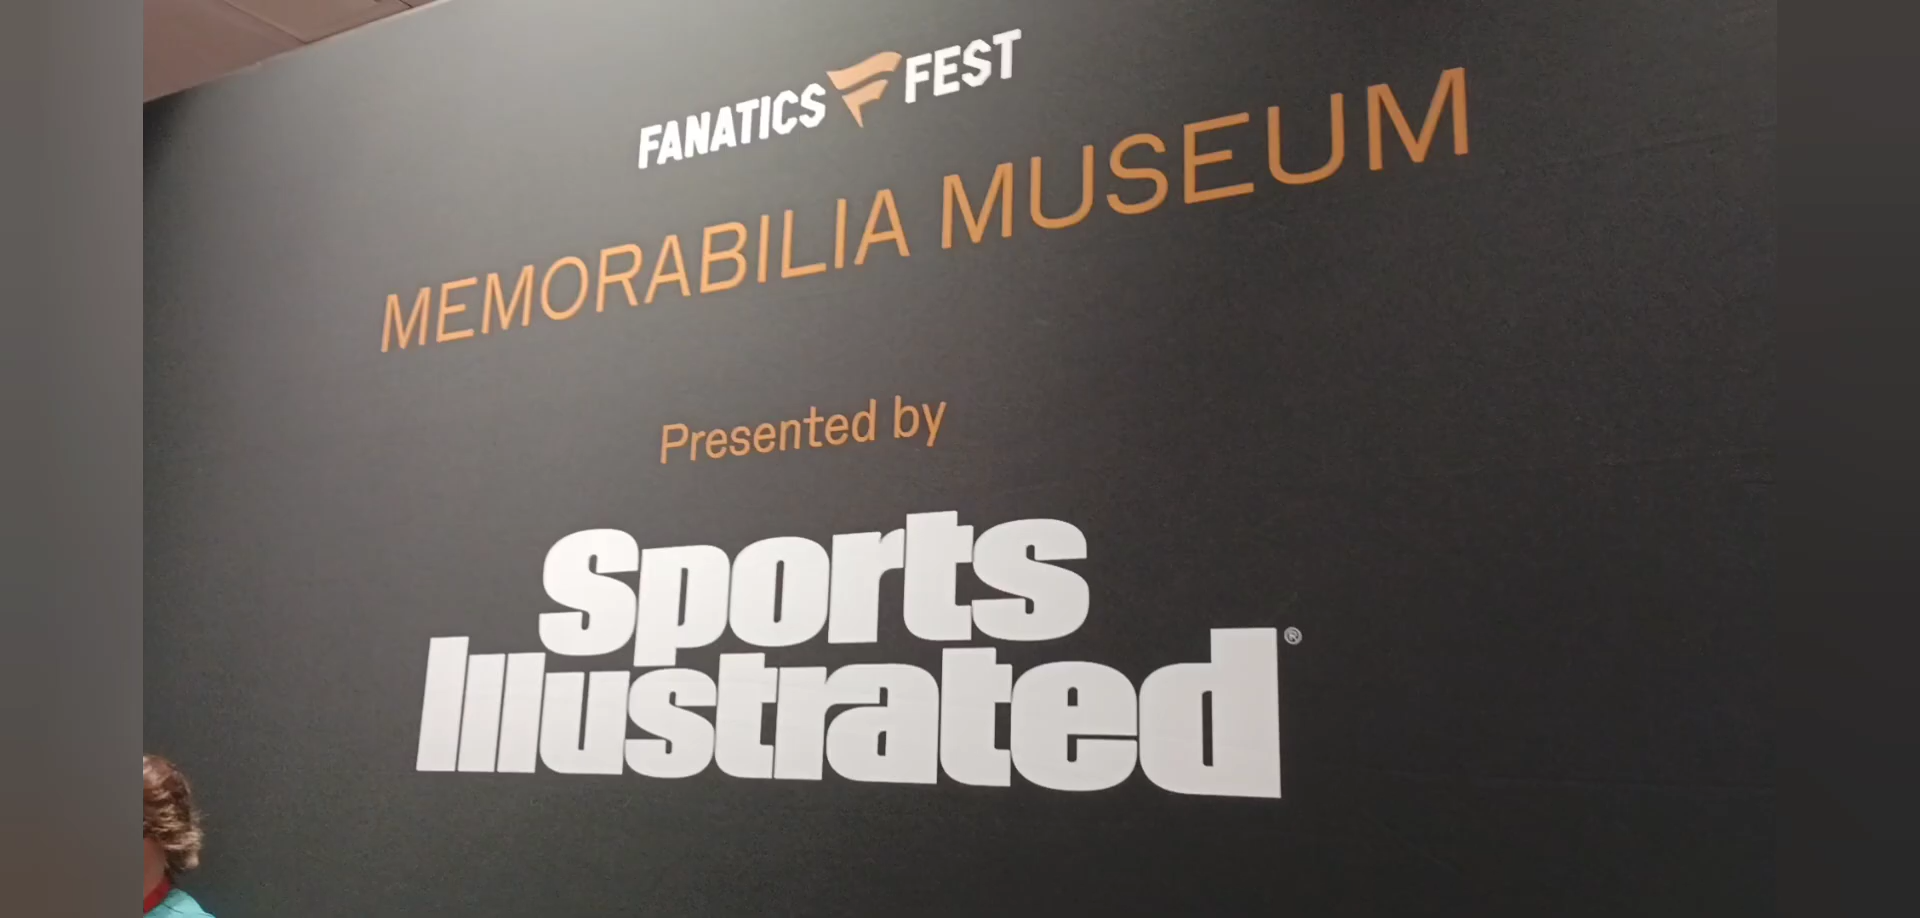 FANATICS FEST
MEMORABILIA MUSEUM
Presented by
Sports
Illustrated®